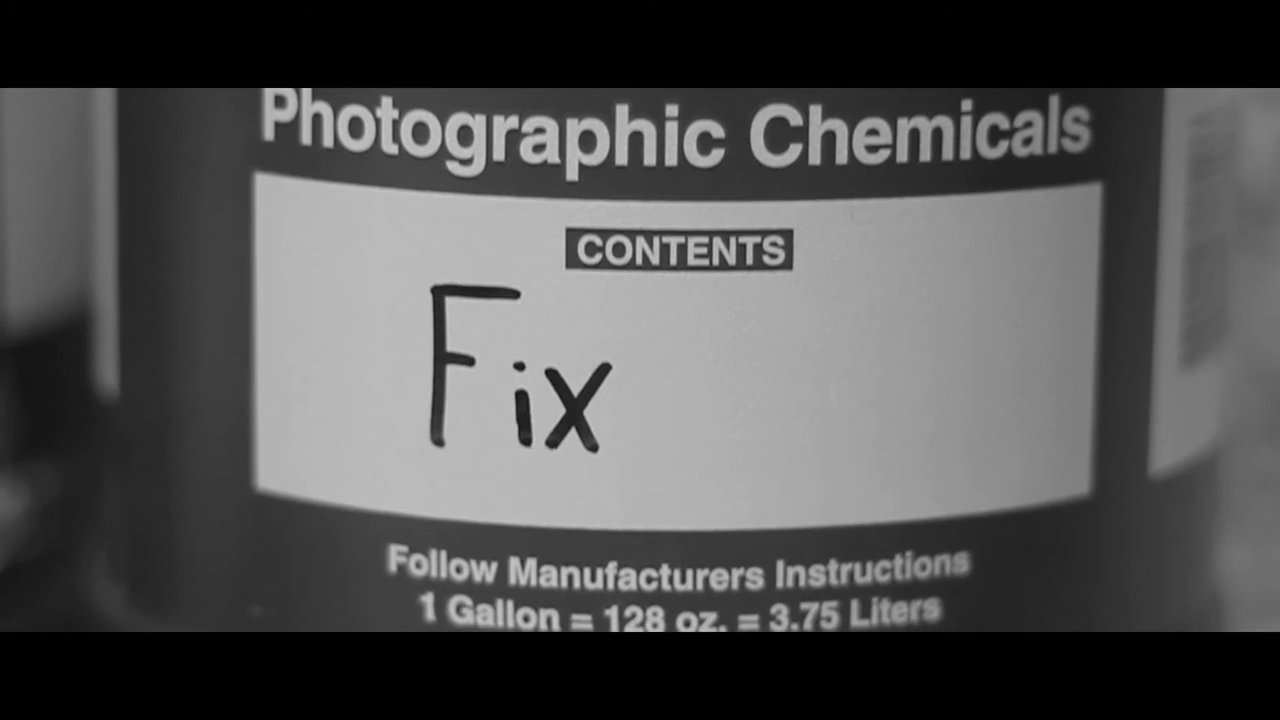 Photographic Chemicals
CONTENTS
Fix
Follow Manufacturers Instructions
1 Gallon = 128 oz. = 3.75 Liters